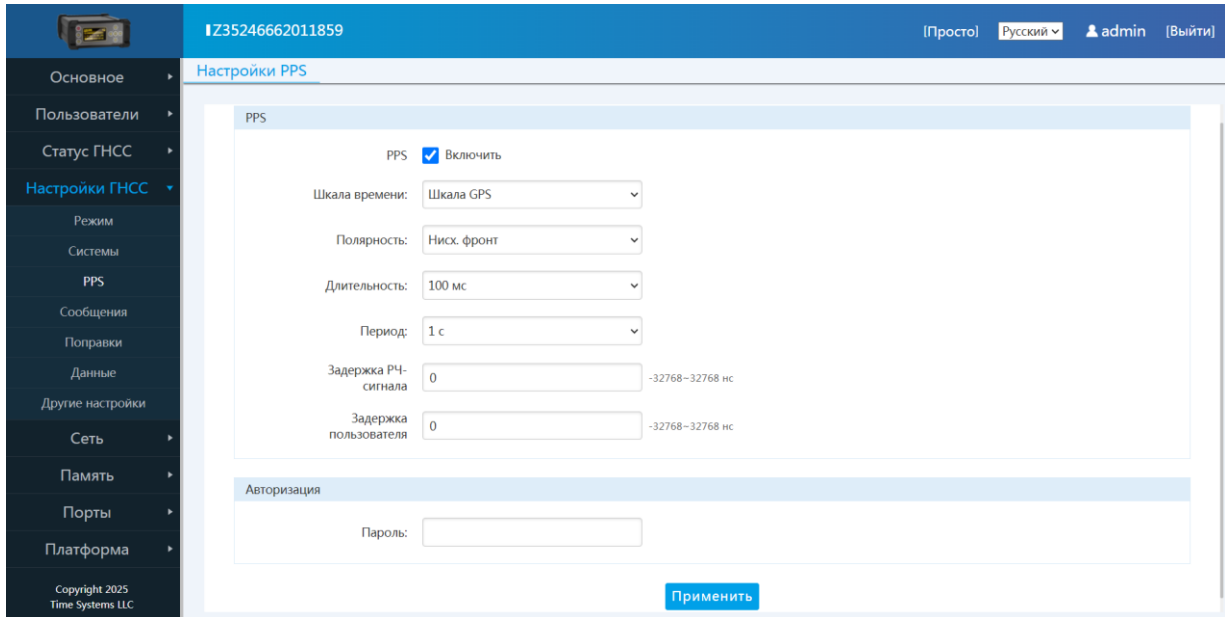 IZ35246662011859
[Просто]
Русский
admin
[Выйти]
Основное
Пользователи
Статус ГНСС
Настройки ГНСС
Режим
Системы
PPS
Сообщения
Поправки
Данные
Другие настройки
Сеть
Память
Порты
Платформа
Copyright 2025
Time Systems LLC
Настройки PPS
PPS
PPS Включить
Шкала времени: Шкала GPS
Полярность: Нисх. фронт
Длительность: 100 мс
Период: 1 с
Задержка РЧ-
сигнала 0 -32768~32768 нс
Задержка
пользователя 0 -32768~32768 нс
Авторизация
Пароль:
Применить